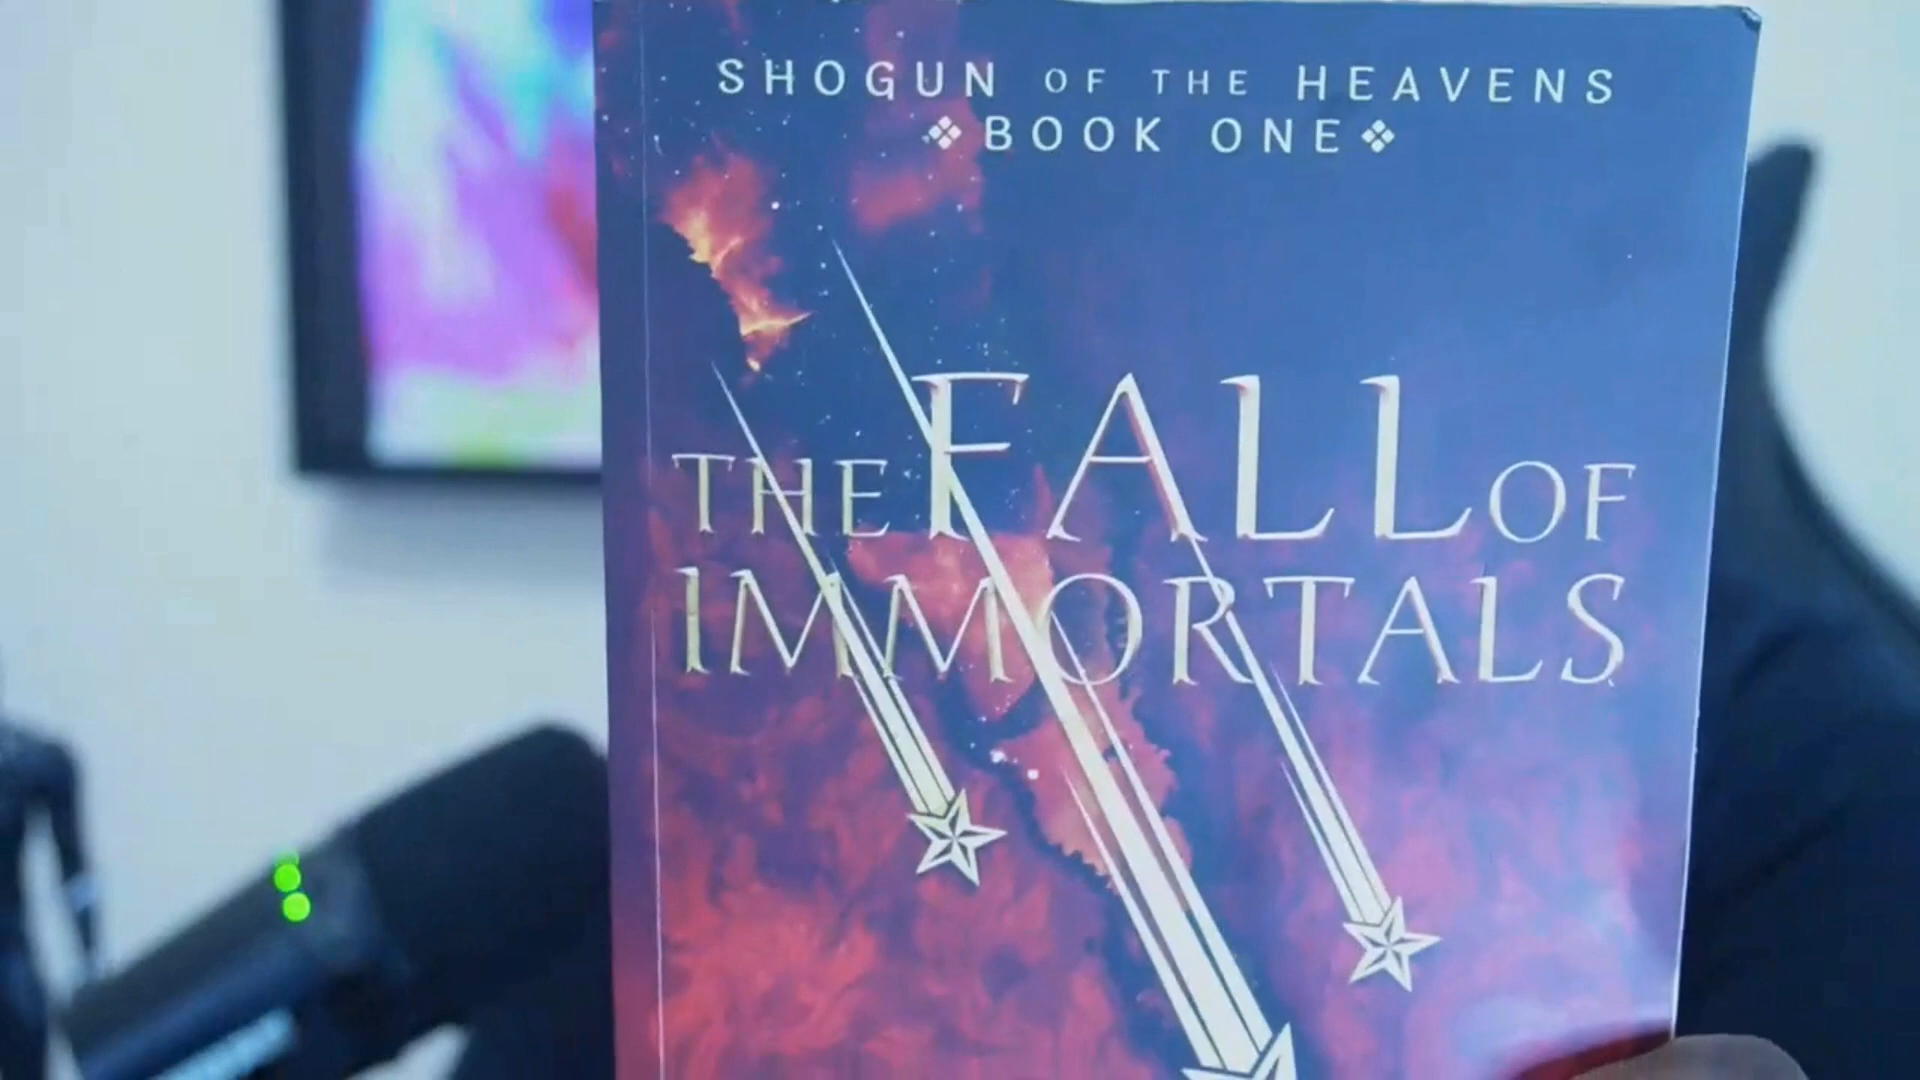 SHOGUN OF THE HEAVENS
BOOK ONE
THE FALL OF
IMMORTALS